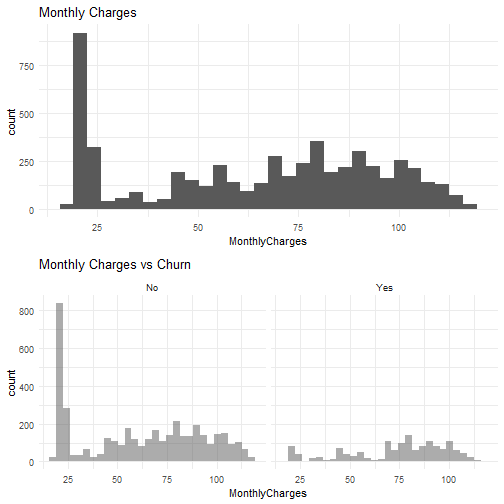 Monthly Charges
count
750
500
250
0
25 50 75 100
MonthlyCharges
Monthly Charges vs Churn
No Yes
count
800
600
400
200
0
25 50 75 100 25 50 75 100
MonthlyCharges